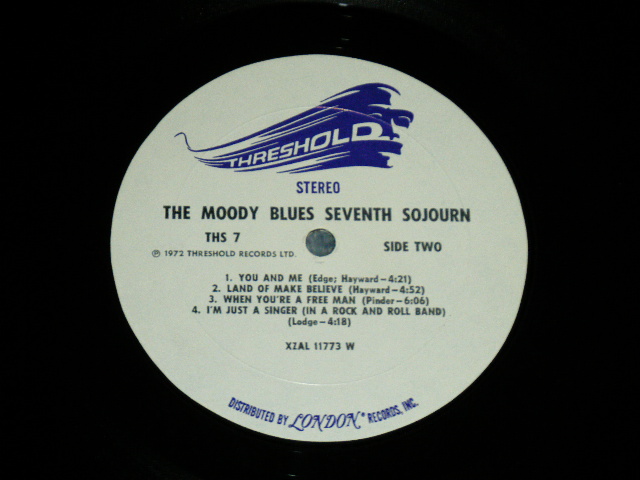 THRESHOLD
STEREO
THE MOODY BLUES SEVENTH SOJOURN
THS 7
SIDE TWO
℗ 1972 THRESHOLD RECORDS LTD.
1. YOU AND ME (Edge; Hayward—4:21)
2. LAND OF MAKE BELIEVE (Hayward—4:52)
3. WHEN YOU'RE A FREE MAN (Pinder—6:06)
4. I'M JUST A SINGER (IN A ROCK AND ROLL BAND)
(Lodge—4:18)
XZAL 11773 W
DISTRIBUTED BY LONDON® RECORDS, INC.